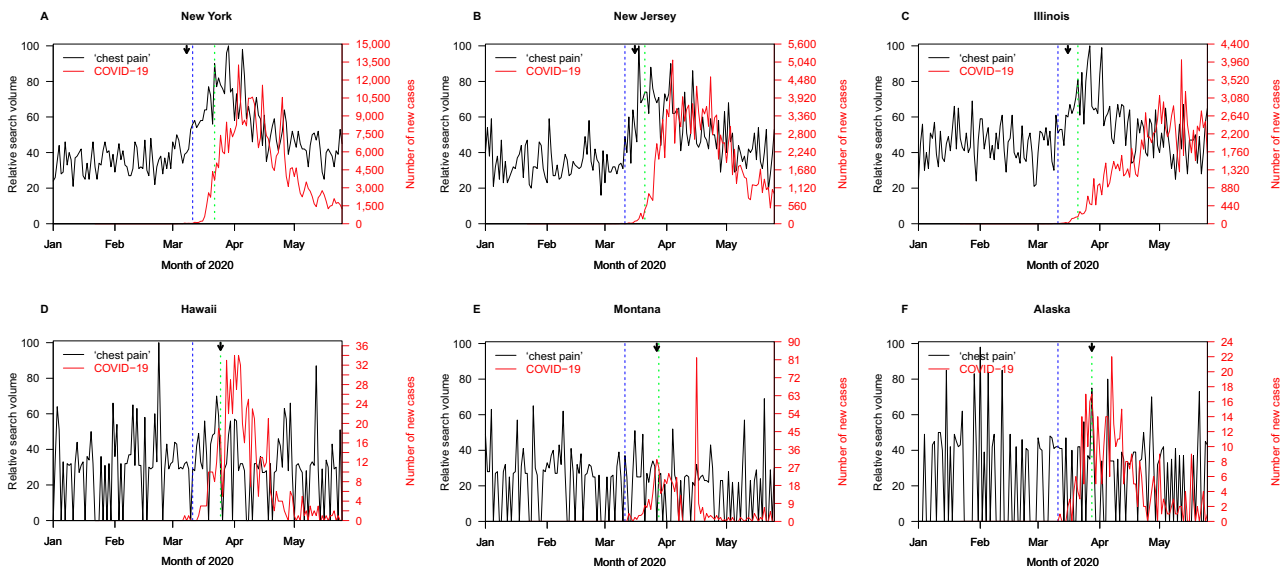 A New York
Relative search volume
100
80
60
40
20
0
'chest pain'
COVID−19
15,000
13,500
12,000
10,500
9,000
7,500
6,000
4,500
3,000
1,500
0
Number of new cases
Jan Feb Mar Apr May
Month of 2020
B New Jersey
Relative search volume
100
80
60
40
20
0
'chest pain'
COVID−19
5,600
5,040
4,480
3,920
3,360
2,800
2,240
1,680
1,120
560
0
Number of new cases
Jan Feb Mar Apr May
Month of 2020
C Illinois
Relative search volume
100
80
60
40
20
0
'chest pain'
COVID−19
4,400
3,960
3,520
3,080
2,640
2,200
1,760
1,320
880
440
0
Number of new cases
Jan Feb Mar Apr May
Month of 2020
D Hawaii
Relative search volume
100
80
60
40
20
0
'chest pain'
COVID−19
36
32
28
24
20
16
12
8
6
4
2
0
Number of new cases
Jan Feb Mar Apr May
Month of 2020
E Montana
Relative search volume
100
80
60
40
20
0
'chest pain'
COVID−19
90
82
73
64
55
46
37
28
18
9
0
Number of new cases
Jan Feb Mar Apr May
Month of 2020
F Alaska
Relative search volume
100
80
60
40
20
0
'chest pain'
COVID−19
24
22
20
18
16
14
12
10
8
6
4
2
0
Number of new cases
Jan Feb Mar Apr May
Month of 2020